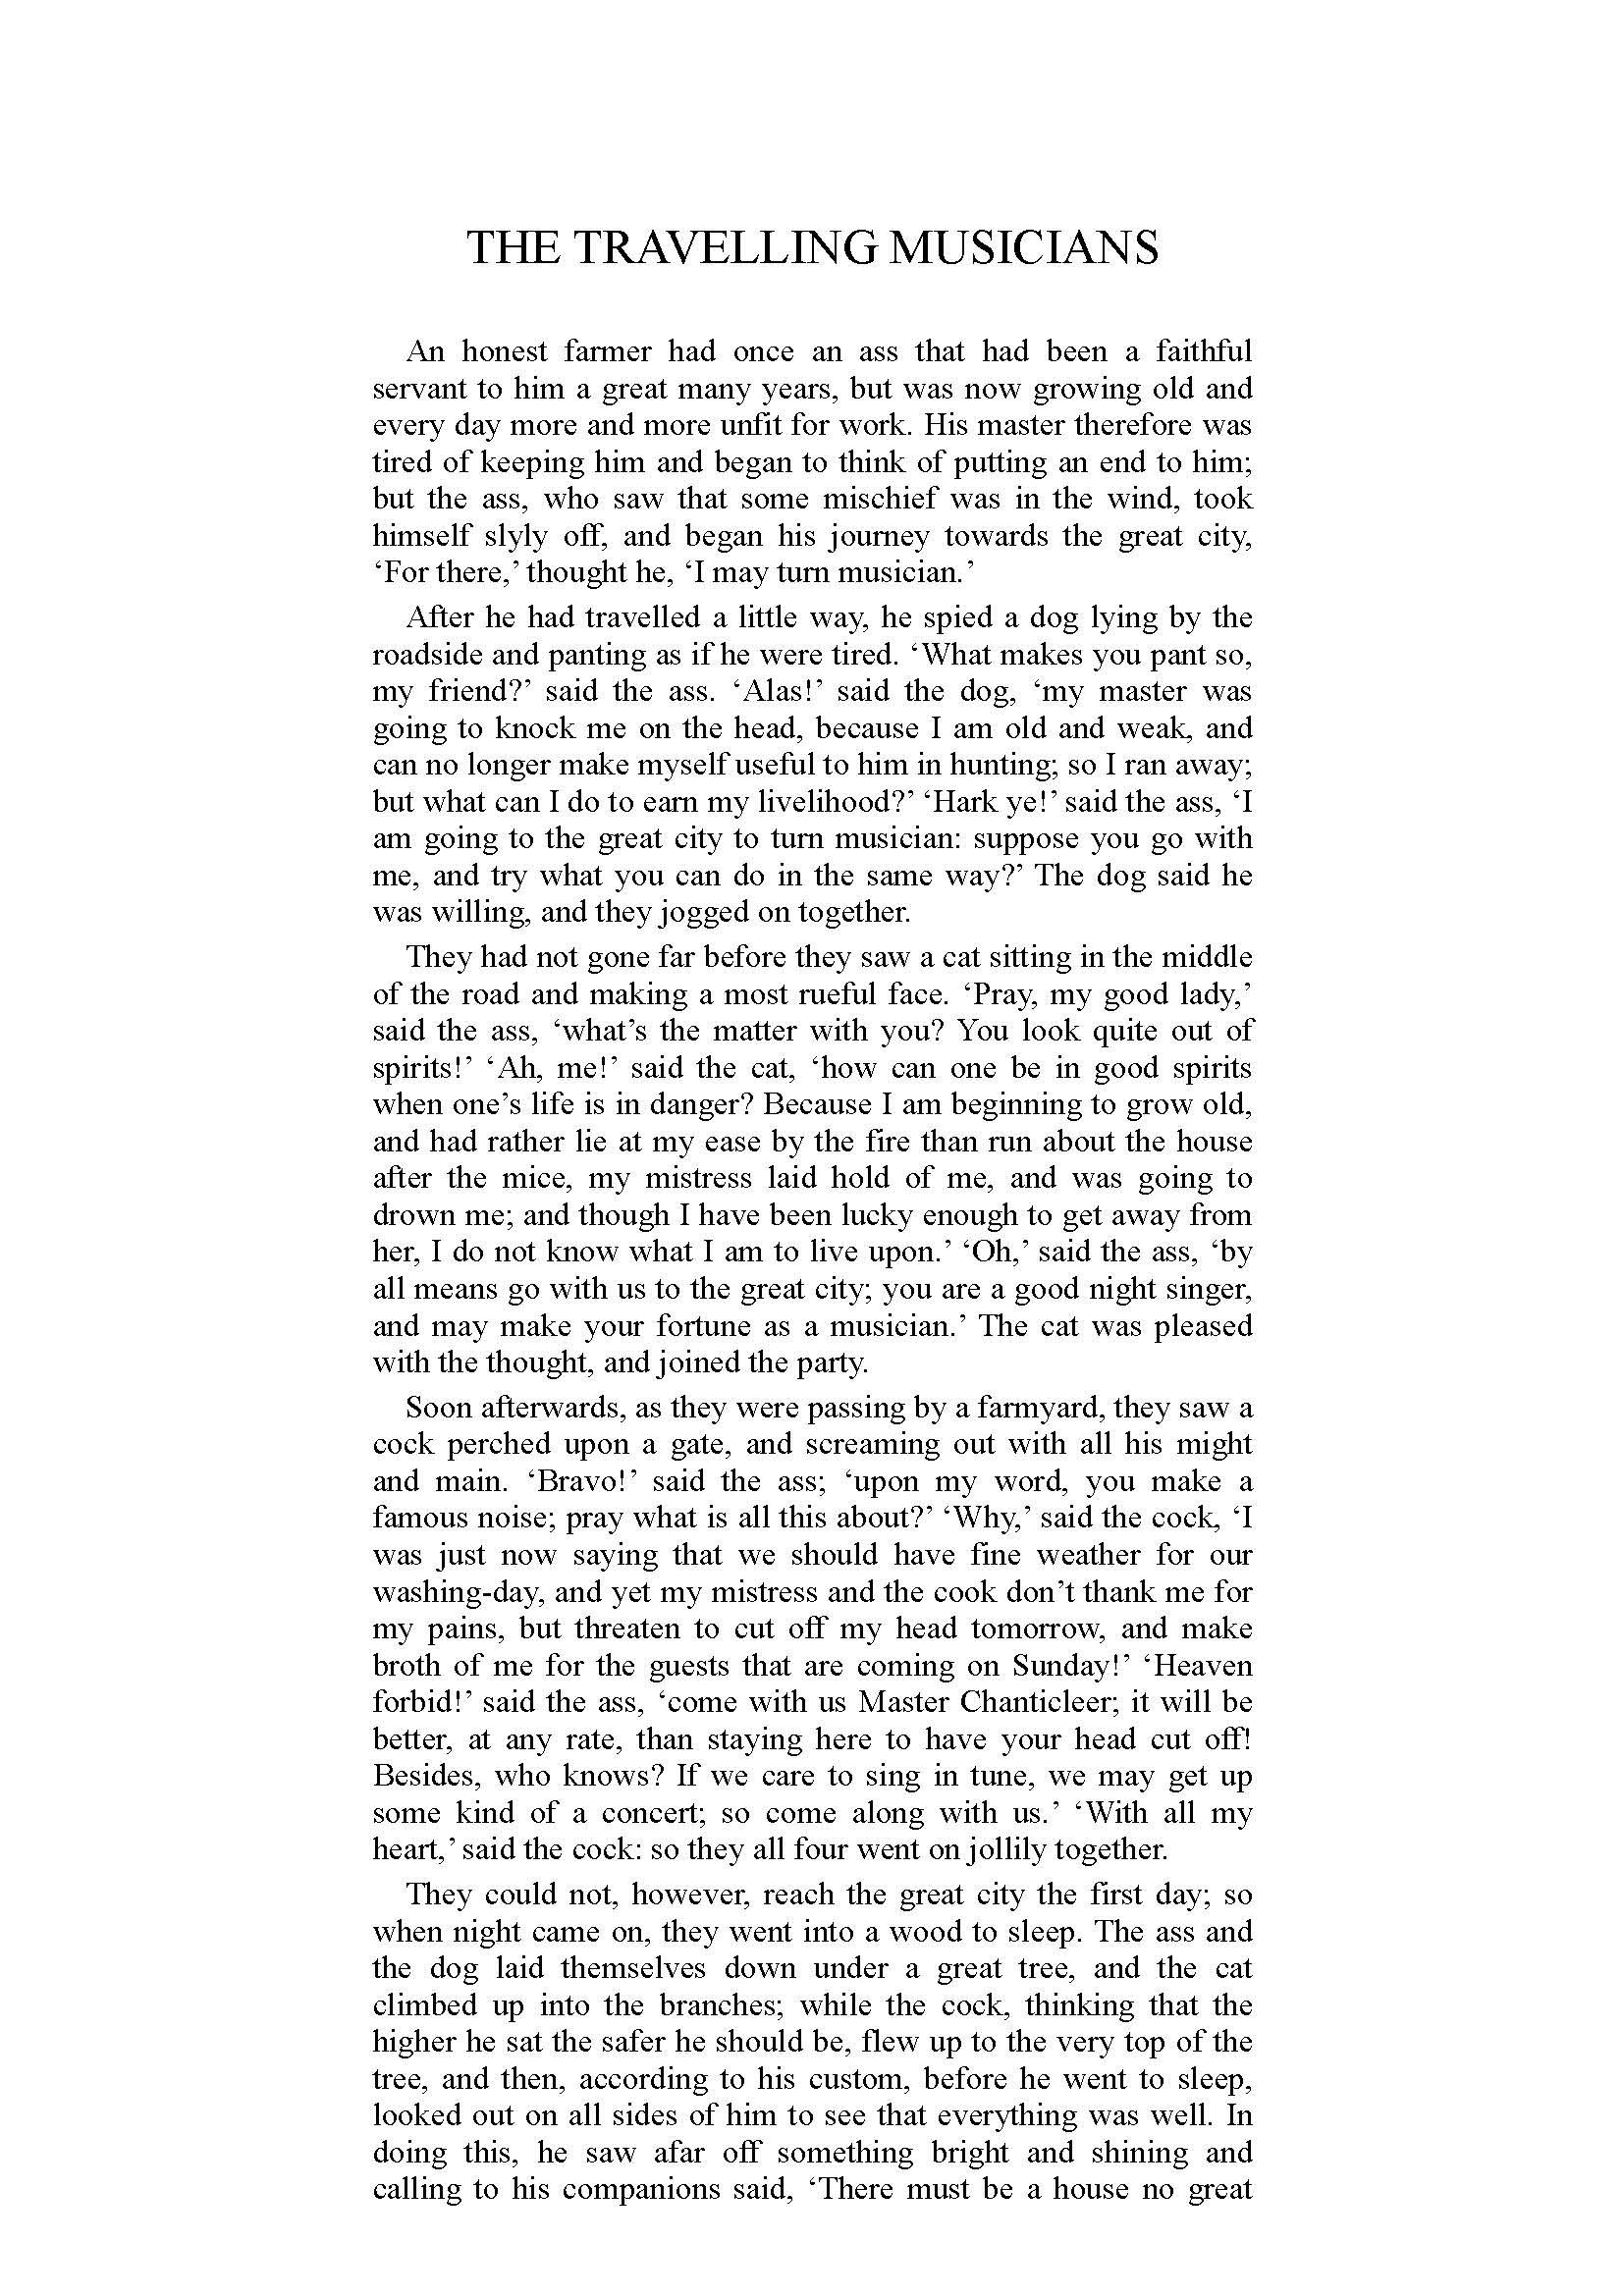 THE TRAVELLING MUSICIANS
An honest farmer had once an ass that had been a faithful
servant to him a great many years, but was now growing old and
every day more and more unfit for work. His master therefore was
tired of keeping him and began to think of putting an end to him;
but the ass, who saw that some mischief was in the wind, took
himself slyly off, and began his journey towards the great city,
‘For there,’ thought he, ‘I may turn musician.’
After he had travelled a little way, he spied a dog lying by the
roadside and panting as if he were tired. ‘What makes you pant so,
my friend?’ said the ass. ‘Alas!’ said the dog, ‘my master was
going to knock me on the head, because I am old and weak, and
can no longer make myself useful to him in hunting; so I ran away;
but what can I do to earn my livelihood?’ ‘Hark ye!’ said the ass, ‘I
am going to the great city to turn musician: suppose you go with
me, and try what you can do in the same way?’ The dog said he
was willing, and they jogged on together.
They had not gone far before they saw a cat sitting in the middle
of the road and making a most rueful face. ‘Pray, my good lady,’
said the ass, ‘what’s the matter with you? You look quite out of
spirits!’ ‘Ah, me!’ said the cat, ‘how can one be in good spirits
when one’s life is in danger? Because I am beginning to grow old,
and had rather lie at my ease by the fire than run about the house
after the mice, my mistress laid hold of me, and was going to
drown me; and though I have been lucky enough to get away from
her, I do not know what I am to live upon.’ ‘Oh,’ said the ass, ‘by
all means go with us to the great city; you are a good night singer,
and may make your fortune as a musician.’ The cat was pleased
with the thought, and joined the party.
Soon afterwards, as they were passing by a farmyard, they saw a
cock perched upon a gate, and screaming out with all his might
and main. ‘Bravo!’ said the ass; ‘upon my word, you make a
famous noise; pray what is all this about?’ ‘Why,’ said the cock, ‘I
was just now saying that we should have fine weather for our
washing-day, and yet my mistress and the cook don’t thank me for
my pains, but threaten to cut off my head tomorrow, and make
broth of me for the guests that are coming on Sunday!’ ‘Heaven
forbid!’ said the ass, ‘come with us Master Chanticleer; it will be
better, at any rate, than staying here to have your head cut off!
Besides, who knows? If we care to sing in tune, we may get up
some kind of a concert; so come along with us.’ ‘With all my
heart,’ said the cock: so they all four went on jollily together.
They could not, however, reach the great city the first day; so
when night came on, they went into a wood to sleep. The ass and
the dog laid themselves down under a great tree, and the cat
climbed up into the branches; while the cock, thinking that the
higher he sat the safer he should be, flew up to the very top of the
tree, and then, according to his custom, before he went to sleep,
looked out on all sides of him to see that everything was well. In
doing this, he saw afar off something bright and shining and
calling to his companions said, ‘There must be a house no great